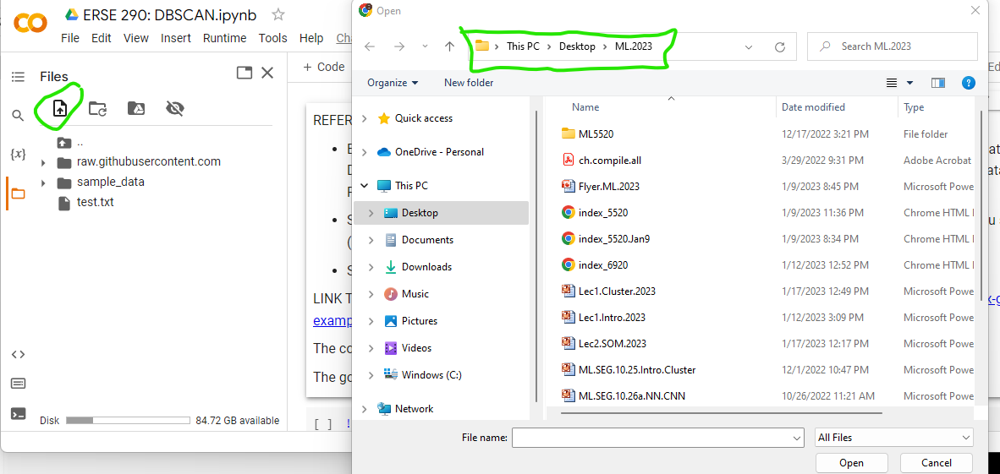 ERSE 290: DBSCAN.ipynb
File Edit View Insert Runtime Tools Help Ch
Files
+ Code
..
raw.githubusercontent.com
sample_data
test.txt
{x}
<>
Disk 84.72 GB available
REFER
LINK T
examp
The co
The go
[ ] !
Open
This PC > Desktop > ML.2023
Search ML.2023
Organize New folder
Quick access
OneDrive - Personal
This PC
Desktop
Documents
Downloads
Music
Pictures
Videos
Windows (C:)
Network
Name Date modified Type
ML5520 12/17/2022 3:21 PM File folder
ch.compile.all 3/29/2022 9:31 PM Adobe Acrobat
Flyer.ML.2023 1/9/2023 8:45 PM Microsoft Powe
index_5520 1/9/2023 11:36 PM Chrome HTML
index_5520.Jan9 1/9/2023 8:34 PM Chrome HTML
index_6920 1/12/2023 12:52 PM Chrome HTML
Lec1.Cluster.2023 1/17/2023 12:49 PM Microsoft Powe
Lec1.Intro.2023 1/12/2023 3:09 PM Microsoft Powe
Lec2.SOM.2023 1/17/2023 12:17 PM Microsoft Powe
ML.SEG.10.25.Intro.Cluster 12/1/2022 10:47 PM Microsoft Powe
ML.SEG.10.26a.NN.CNN 10/26/2022 11:21 AM Microsoft Powe
File name: All Files
Open Cancel